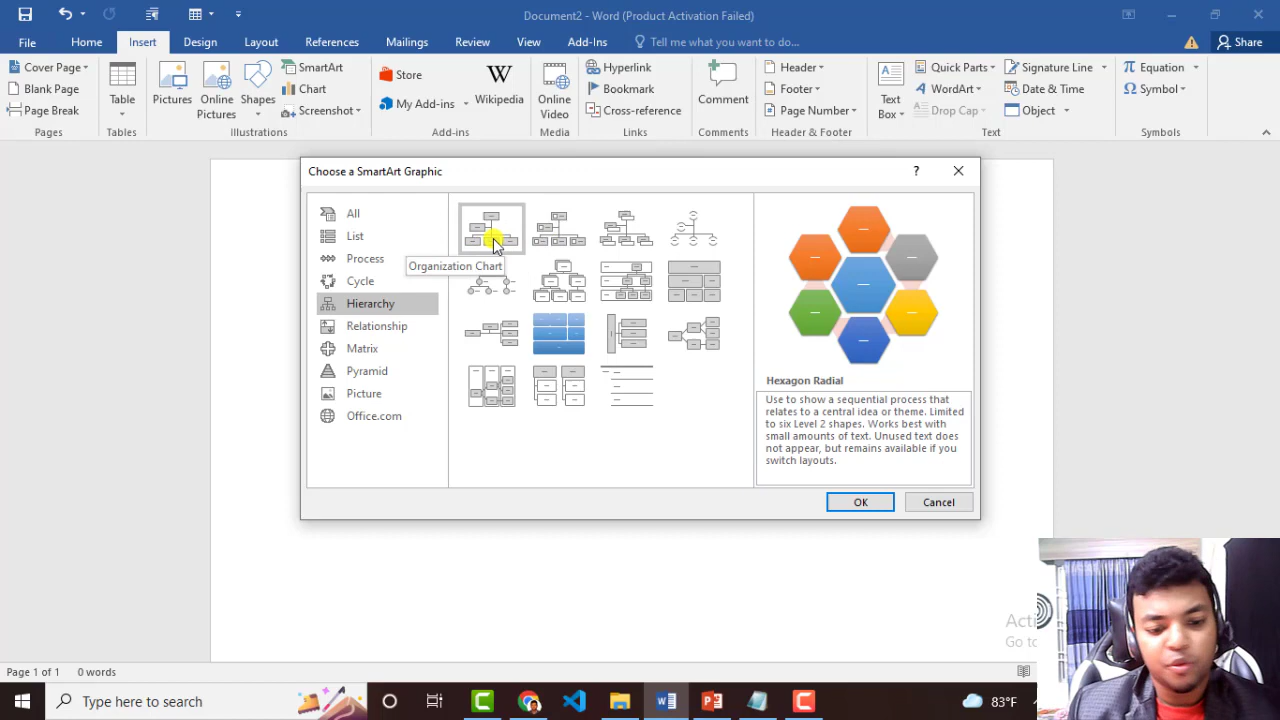 Document2 - Word (Product Activation Failed)
File Home Insert Design Layout References Mailings Review View Add-Ins Tell me what you want to do... Share
Cover Page
Blank Page
Page Break
Pages
Table
Tables
Pictures
Online Pictures
Shapes
SmartArt
Chart
Screenshot
Illustrations
Store
My Add-ins
Wikipedia
Add-ins
Online Video
Media
Hyperlink
Bookmark
Cross-reference
Links
Comment
Comments
Header
Footer
Page Number
Header & Footer
Text Box
Quick Parts
WordArt
Drop Cap
Signature Line
Date & Time
Object
Text
Equation
Symbol
Symbols
Choose a SmartArt Graphic
All
List
Process
Cycle
Hierarchy
Relationship
Matrix
Pyramid
Picture
Office.com
Organization Chart
Hexagon Radial
Use to show a sequential process that
relates to a central idea or theme. Limited
to six Level 2 shapes. Works best with
small amounts of text. Unused text does
not appear, but remains available if you
switch layouts.
OK Cancel
Go to
Page 1 of 1 0 words
Type here to search
83°F